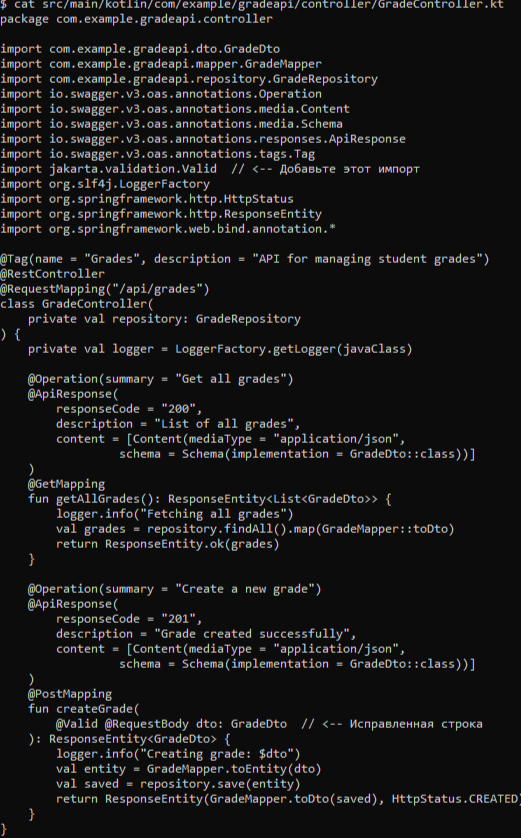 $ cat src/main/kotlin/com/example/gradeapi/controller/GradeController.kt
package com.example.gradeapi.controller

import com.example.gradeapi.dto.GradeDto
import com.example.gradeapi.mapper.GradeMapper
import com.example.gradeapi.repository.GradeRepository
import io.swagger.v3.oas.annotations.Operation
import io.swagger.v3.oas.annotations.media.Content
import io.swagger.v3.oas.annotations.media.Schema
import io.swagger.v3.oas.annotations.responses.ApiResponse
import io.swagger.v3.oas.annotations.tags.Tag
import jakarta.validation.Valid  // <-- Добавьте этот импорт
import org.slf4j.LoggerFactory
import org.springframework.http.HttpStatus
import org.springframework.http.ResponseEntity
import org.springframework.web.bind.annotation.*

@Tag(name = "Grades", description = "API for managing student grades")
@RestController
@RequestMapping("/api/grades")
class GradeController(
    private val repository: GradeRepository
) {
    private val logger = LoggerFactory.getLogger(javaClass)

    @Operation(summary = "Get all grades")
    @ApiResponse(
        responseCode = "200",
        description = "List of all grades",
        content = [Content(mediaType = "application/json",
                 schema = Schema(implementation = GradeDto::class))]
    )
    @GetMapping
    fun getAllGrades(): ResponseEntity<List<GradeDto>> {
        logger.info("Fetching all grades")
        val grades = repository.findAll().map(GradeMapper::toDto)
        return ResponseEntity.ok(grades)
    }

    @Operation(summary = "Create a new grade")
    @ApiResponse(
        responseCode = "201",
        description = "Grade created successfully",
        content = [Content(mediaType = "application/json",
                 schema = Schema(implementation = GradeDto::class))]
    )
    @PostMapping
    fun createGrade(
        @Valid @RequestBody dto: GradeDto  // <-- Исправленная строка
    ): ResponseEntity<GradeDto> {
        logger.info("Creating grade: $dto")
        val entity = GradeMapper.toEntity(dto)
        val saved = repository.save(entity)
        return ResponseEntity(GradeMapper.toDto(saved), HttpStatus.CREATED)
    }
}